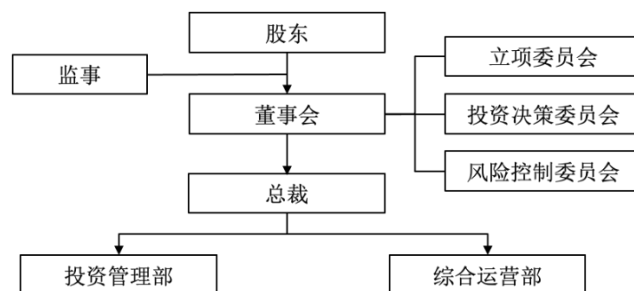 股东
监事
立项委员会
董事会
投资决策委员会
风险控制委员会
总裁
投资管理部
综合运营部